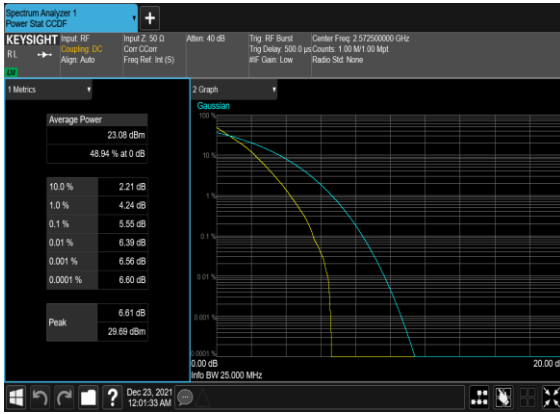 Spectrum Analyzer 1
Power Stat CCDF
KEYSIGHT
RL
Input: RF
Coupling: DC
Align: Auto
Input Z: 50 Ω
Corr CCorr
Freq Ref: Int (S)
Atten: 40 dB
Trig: RF Burst
Trig Delay: 500.0 µs
#IF Gain: Low
Center Freq: 2.572500000 GHz
Counts: 1.00 M/1.00 Mpt
Radio Std: None
1 Metrics
Average Power
23.08 dBm
48.94 % at 0 dB
10.0 % 2.21 dB
1.0 % 4.24 dB
0.1 % 5.55 dB
0.01 % 6.39 dB
0.001 % 6.56 dB
0.0001 % 6.60 dB
Peak
6.61 dB
29.69 dBm
2 Graph
Gaussian
100 %
10 %
1 %
0.1 %
0.01 %
0.001 %
0.0001 %
0.00 dB
20.00 d
Info BW 25.000 MHz
Dec 23, 2021
12:01:33 AM